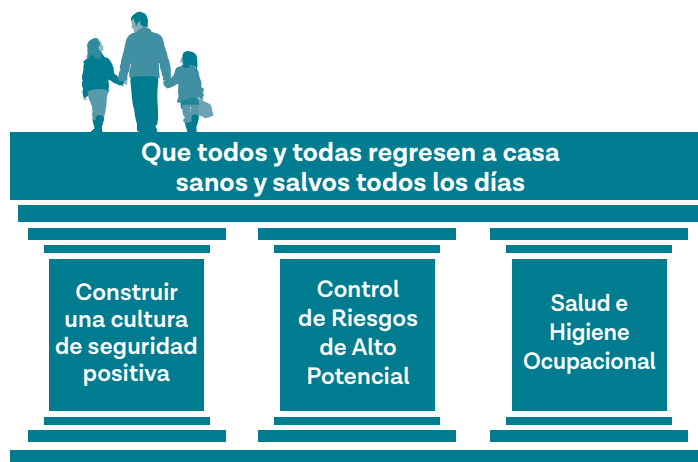 Que todos y todas regresen a casa
sanos y salvos todos los días
Construir
una cultura
de seguridad
positiva
Control
de Riesgos
de Alto
Potencial
Salud e
Higiene
Ocupacional